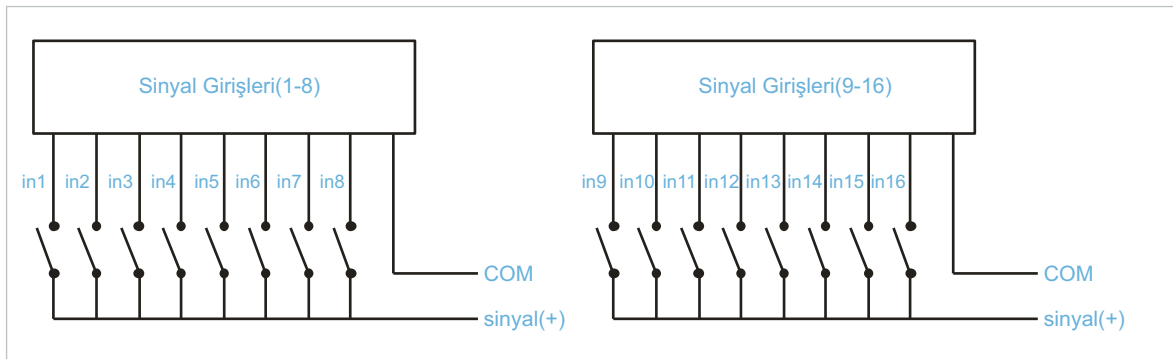 Sinyal Girişleri(1-8)
in1 in2 in3 in4 in5 in6 in7 in8
COM
sinyal(+)
Sinyal Girişleri(9-16)
in9 in10 in11 in12 in13 in14 in15 in16
COM
sinyal(+)